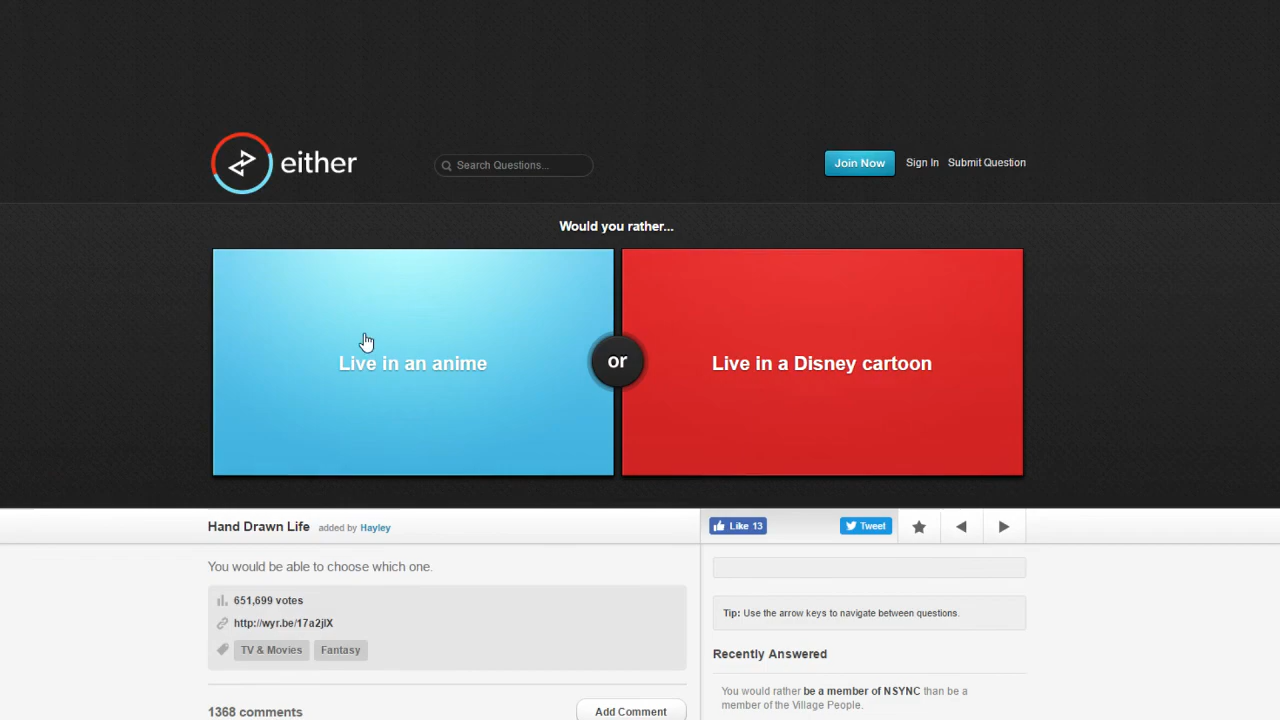 either
Search Questions...
Join Now
Sign In
Submit Question
Would you rather...
Live in an anime
or
Live in a Disney cartoon
Hand Drawn Life
added by Hayley
Like 13
Tweet
You would be able to choose which one.
651,699 votes
http://wyr.be/17a2jlX
TV & Movies
Fantasy
1368 comments
Add Comment
Tip: Use the arrow keys to navigate between questions.
Recently Answered
You would rather be a member of NSYNC than be a
member of the Village People.